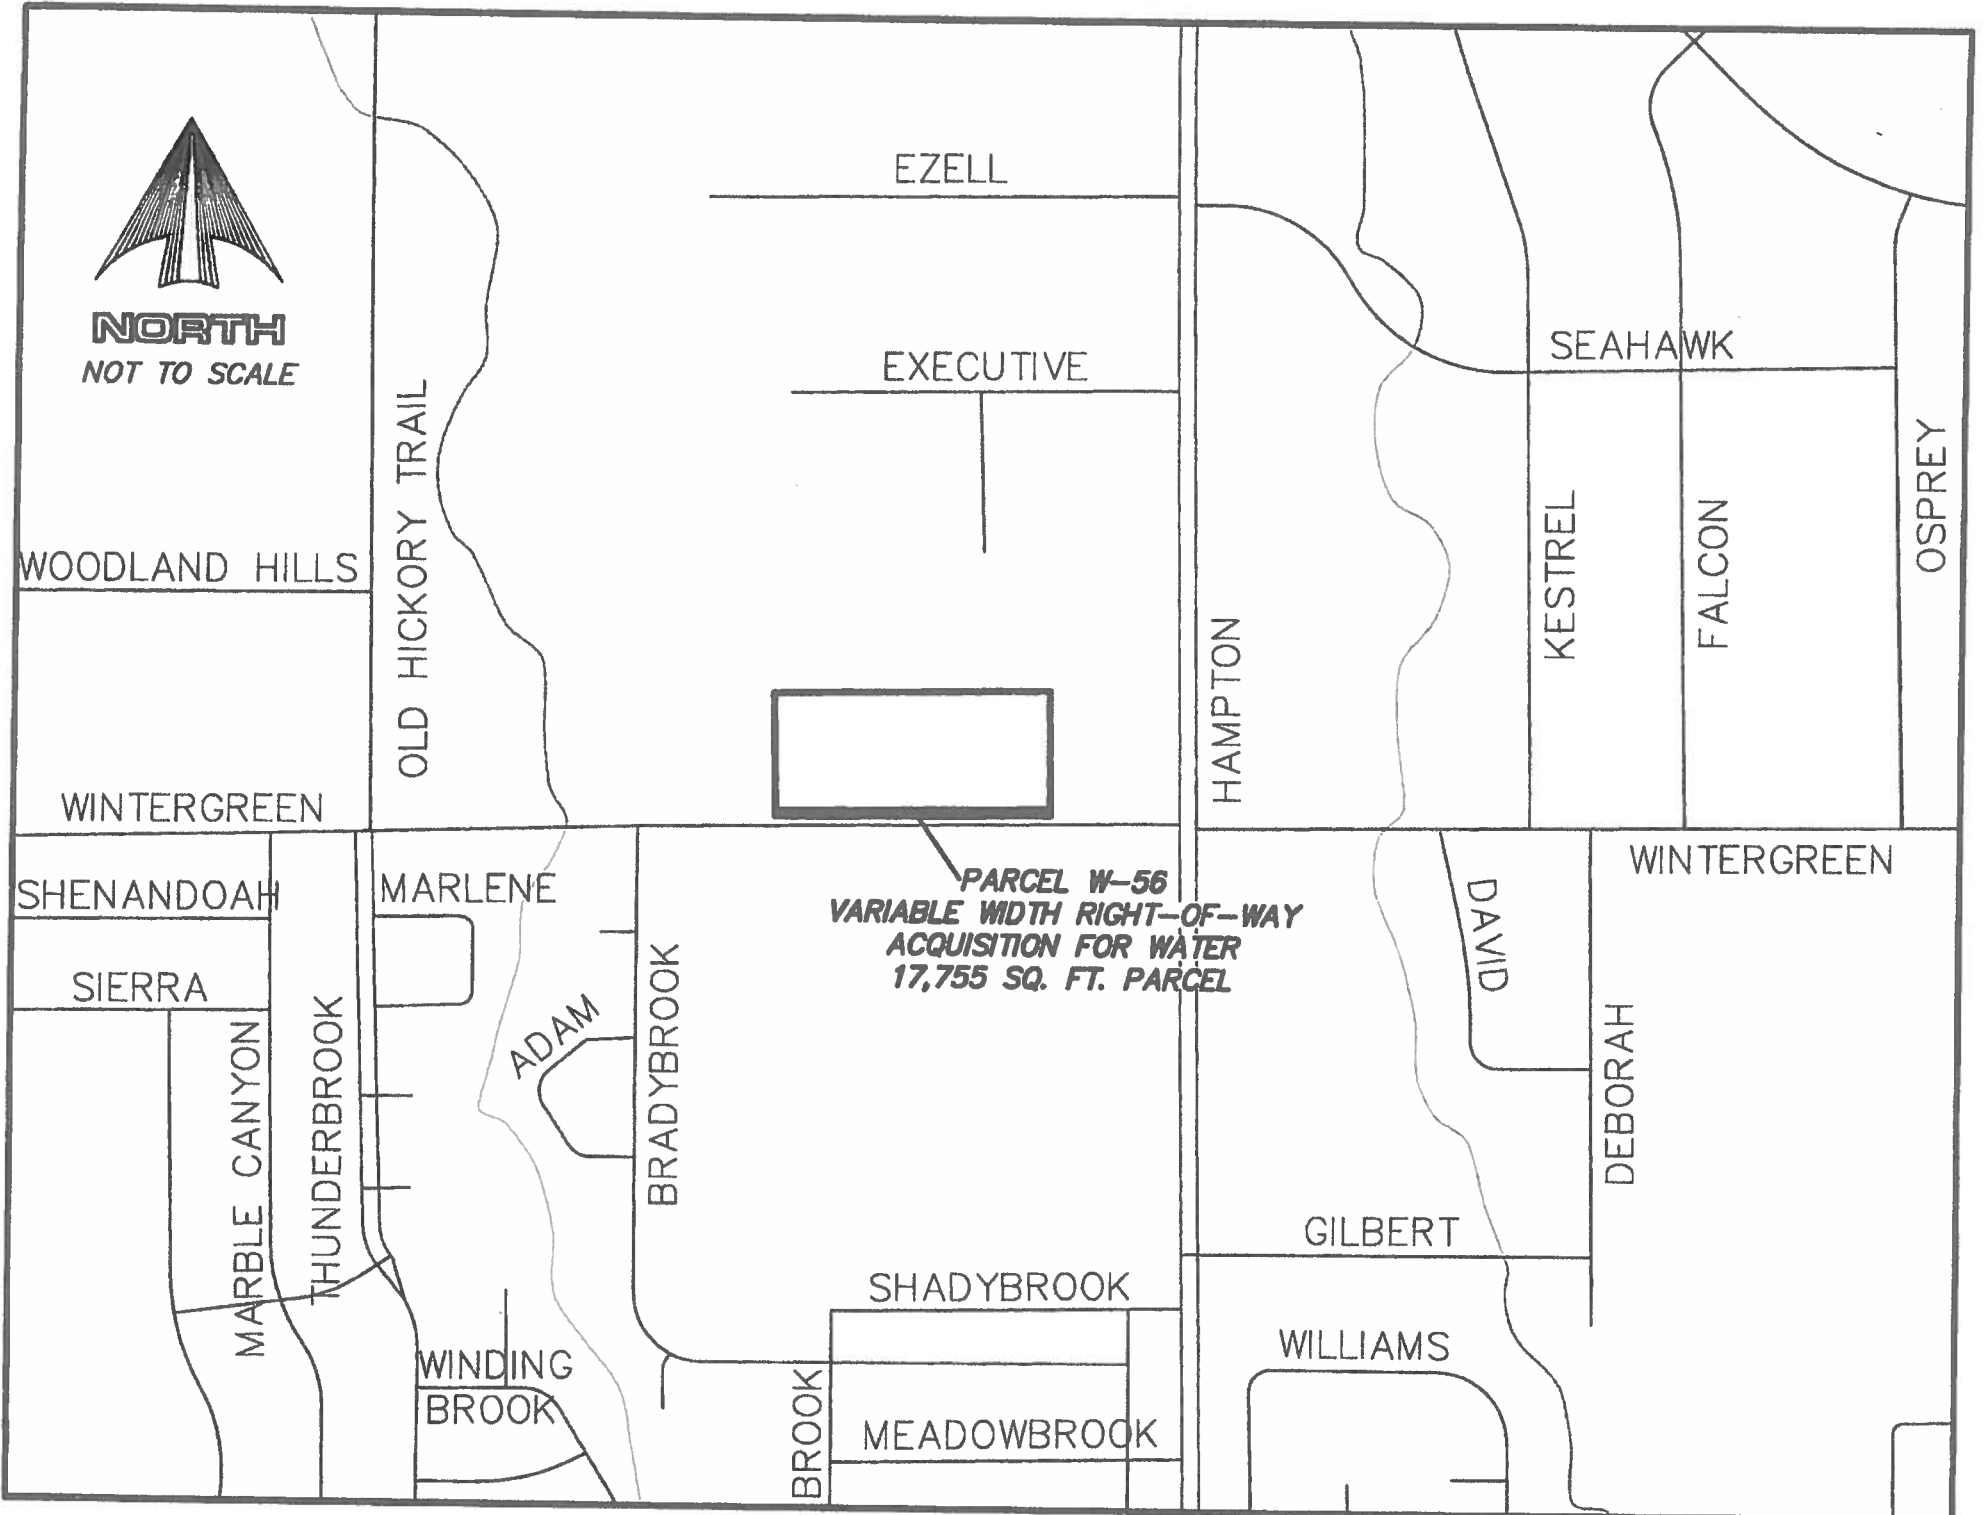 EZELL
NORTH
NOT TO SCALE
SEAHAWK
EXECUTIVE
OLD HICKORY TRAIL
OSPREY
KESTREL
FALCON
WOODLAND HILLS
HAMPTON
WINTERGREEN
WINTERGREEN
SHENANDOAH
MARLENE
PARCEL W-56
VARIABLE WIDTH RIGHT-OF-WAY
ACQUISITION FOR WATER
17,755 SQ. FT. PARCEL
DAVID
SIERRA
ADAM
BRADYBROOK
MARBLE CANYON
THUNDERBROOK
DEBORAH
GILBERT
SHADYBROOK
WILLIAMS
WINDING
BROOK
BROOK
MEADOWBROOK